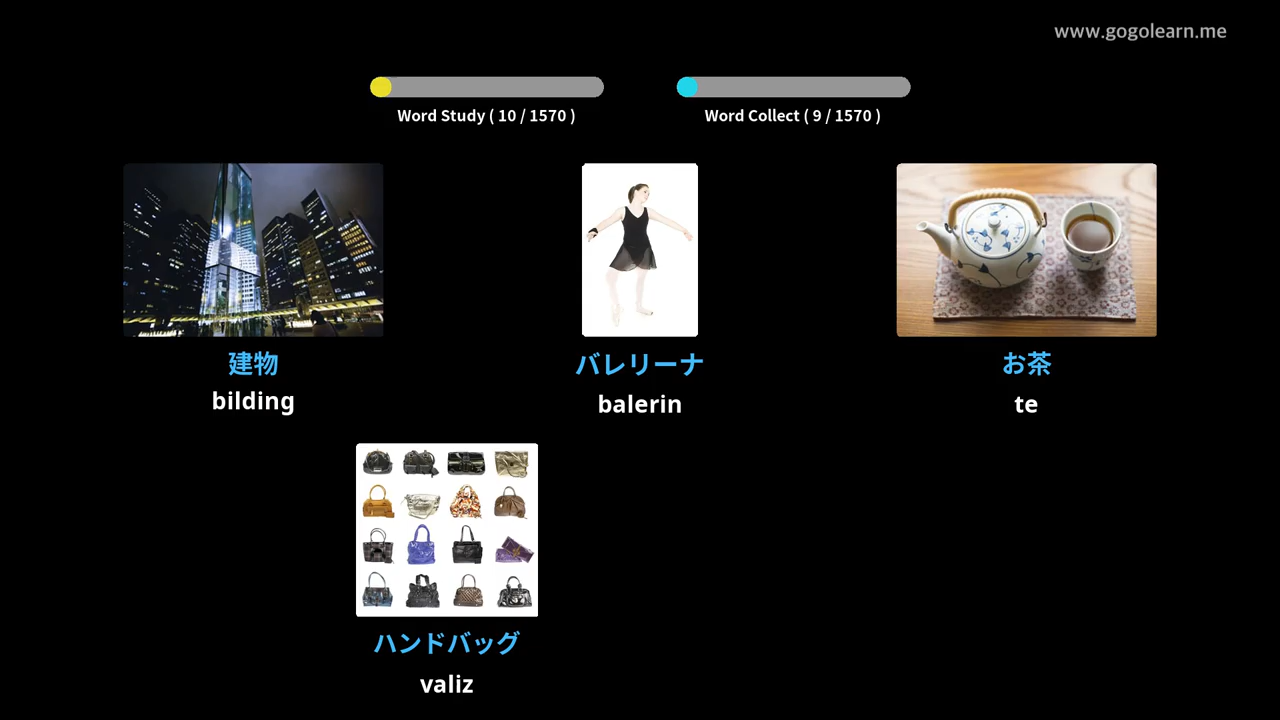 www.gogolearn.me
Word Study ( 10 / 1570 )
Word Collect ( 9 / 1570 )
建物
bilding
バレリーナ
balerin
お茶
te
ハンドバッグ
valiz